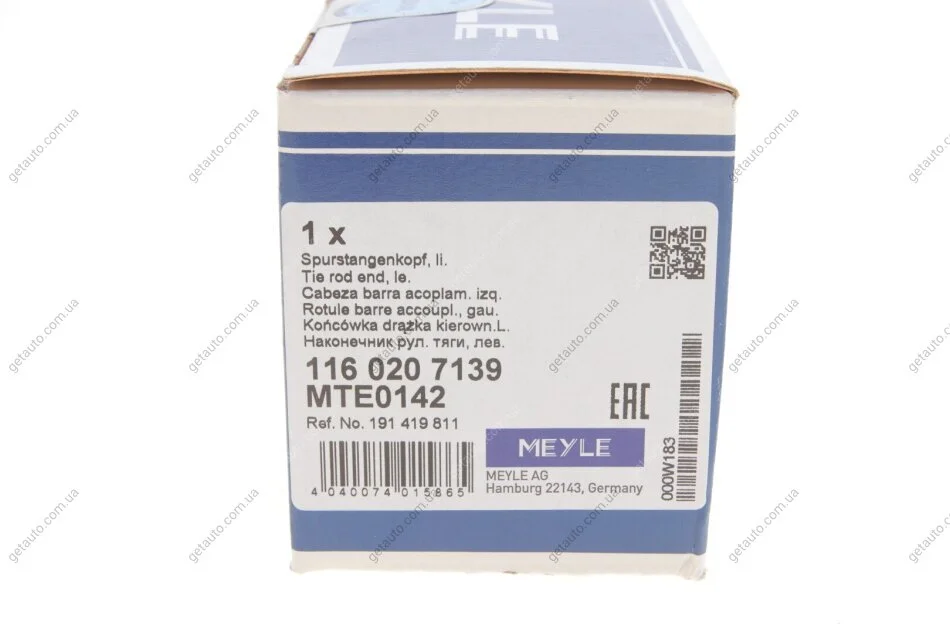 YLE
1 x
Spurstangenkopf, li.
Tie rod end, le.
Cabeza barra acoplam. izq.
Rotule barre accoupl., gau.
Końcówka drążka kierown.L.
Наконечник рул. тяги, лев.
116 020 7139
MTE0142
Ref. No. 191 419 811
EAC
MEYLE
MEYLE AG
Hamburg 22143, Germany
4 040074 015865
000W183
getauto.com.ua